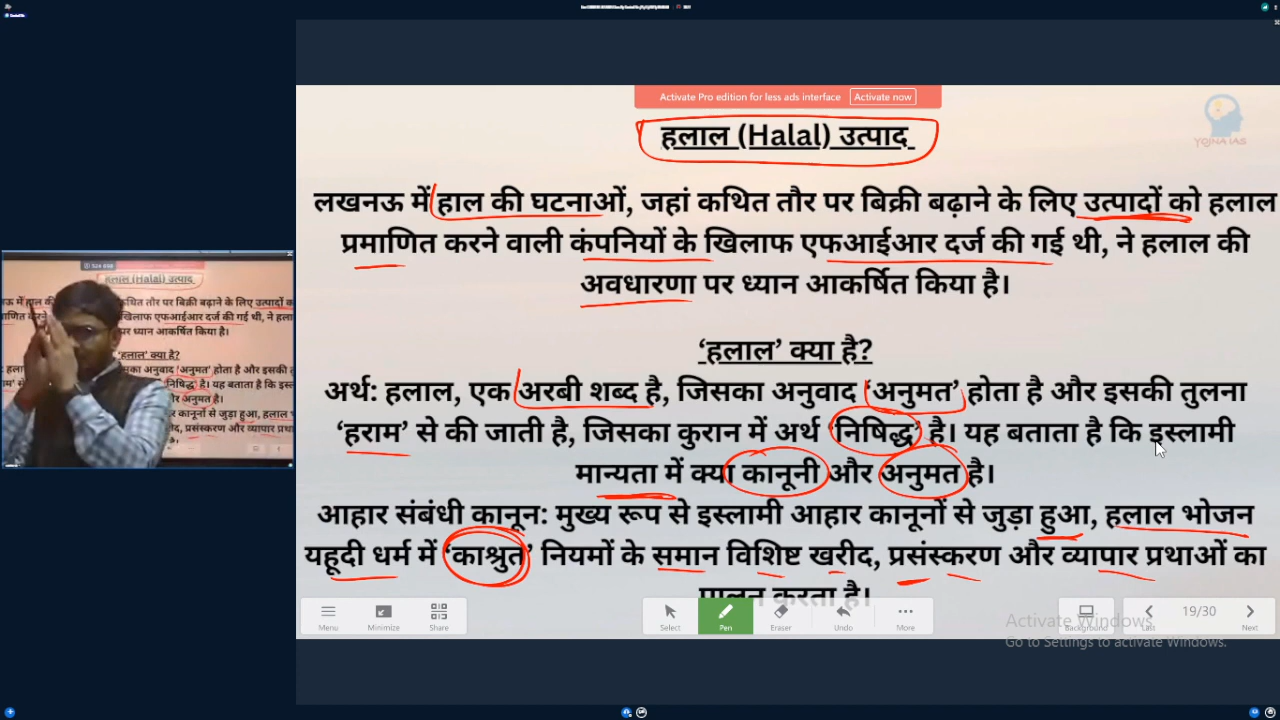 Activate Pro edition for less ads interface Activate now
हलाल (Halal) उत्पाद
YOJNA IAS
लखनऊ में हाल की घटनाओं, जहां कथित तौर पर बिक्री बढ़ाने के लिए उत्पादों को हलाल
प्रमाणित करने वाली कंपनियों के खिलाफ एफआईआर दर्ज की गई थी, ने हलाल की
अवधारणा पर ध्यान आकर्षित किया है।
‘हलाल’ क्या है?
अर्थ: हलाल, एक अरबी शब्द है, जिसका अनुवाद ‘अनुमत’ होता है और इसकी तुलना
‘हराम’ से की जाती है, जिसका कुरान में अर्थ ‘निषिद्ध’ है। यह बताता है कि इस्लामी
मान्यता में क्या कानूनी और अनुमत है।
आहार संबंधी कानून: मुख्य रूप से इस्लामी आहार कानूनों से जुड़ा हुआ, हलाल भोजन
यहूदी धर्म में ‘काश्रुत’ नियमों के समान विशिष्ट खरीद, प्रसंस्करण और व्यापार प्रथाओं का
पालन करता है।
Menu Minimize Share Select Pen Eraser Undo More Background Last 19/30 Next
Activate Windows
Go to Settings to activate Windows.